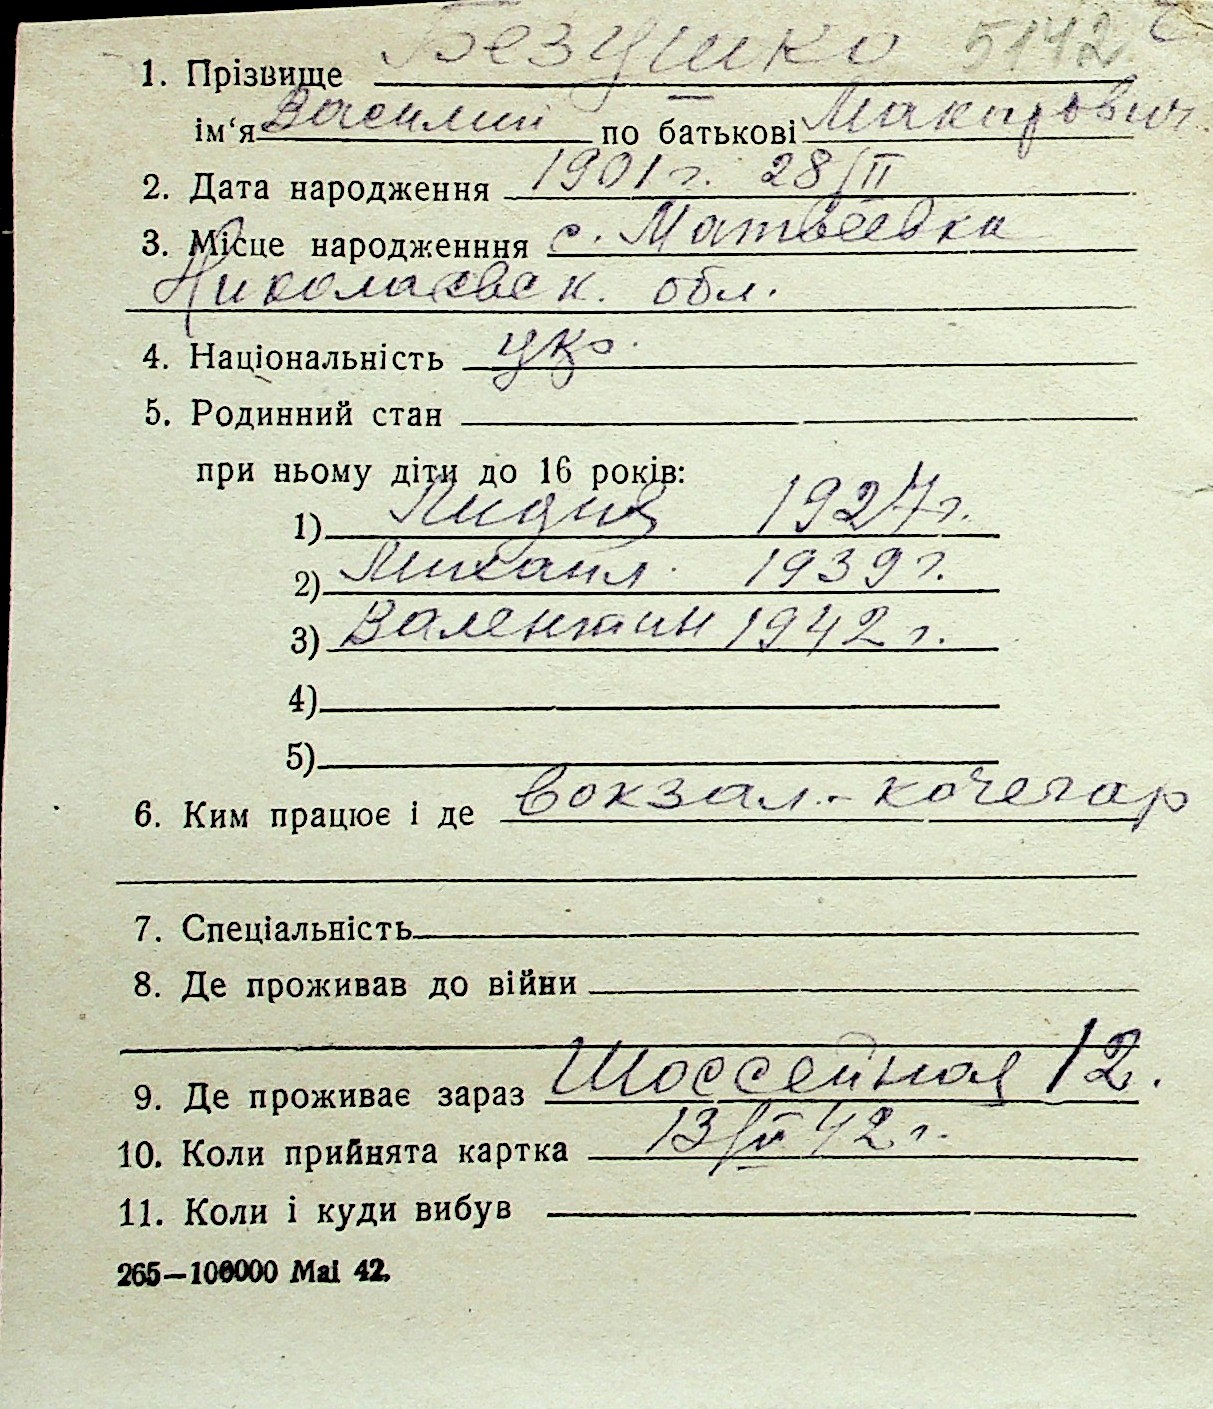 1. Прізвище Безушко 5142
ім‘я Василий по батькові Макарович
2. Дата народження 1901 г. 28/II
3. Місце народженння с. Матвеевка
Николаевск. обл.
4. Національність укр.
5. Родинний стан
при ньому діти до 16 років:
1) Лидия 1927 г.
2) Михаил. 1939 г.
3) Валентин 1942 г.
4)
5)
6. Ким працює і де вокзал. - кочегар
7. Спеціальність
8. Де проживав до війни
9. Де проживає зараз Шоссейная 12.
10. Коли прийнята картка 13/ 42 г.
11. Коли і куди вибув
265—100000 Mai 42.